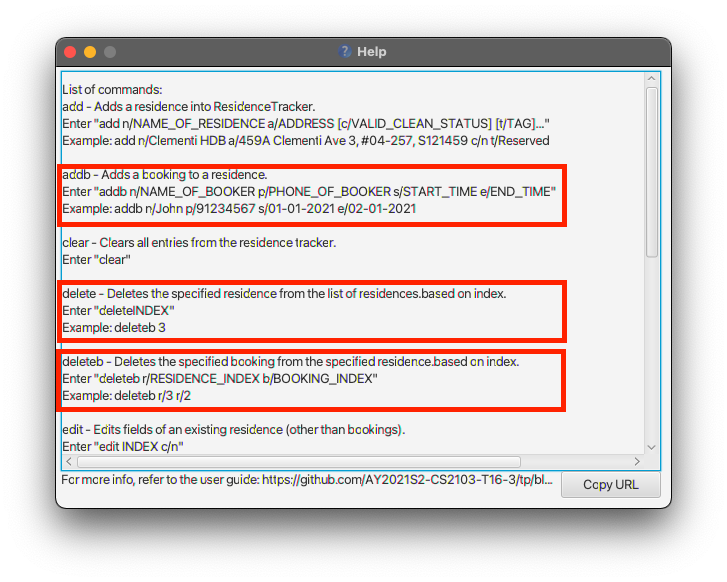 Help
List of commands:
add - Adds a residence into ResidenceTracker.
Enter "add n/NAME_OF_RESIDENCE a/ADDRESS [c/VALID_CLEAN_STATUS] [t/TAG]..."
Example: add n/Clementi HDB a/459A Clementi Ave 3, #04-257, S121459 c/n t/Reserved
addb - Adds a booking to a residence.
Enter "addb n/NAME_OF_BOOKER p/PHONE_OF_BOOKER s/START_TIME e/END_TIME"
Example: addb n/John p/91234567 s/01-01-2021 e/02-01-2021
clear - Clears all entries from the residence tracker.
Enter "clear"
delete - Deletes the specified residence from the list of residences.based on index.
Enter "deleteINDEX"
Example: deleteb 3
deleteb - Deletes the specified booking from the specified residence.based on index.
Enter "deleteb r/RESIDENCE_INDEX b/BOOKING_INDEX"
Example: deleteb r/3 r/2
edit - Edits fields of an existing residence (other than bookings).
Enter "edit INDEX c/n"
For more info, refer to the user guide: https://github.com/AY2021S2-CS2103-T16-3/tp/bl...
Copy URL